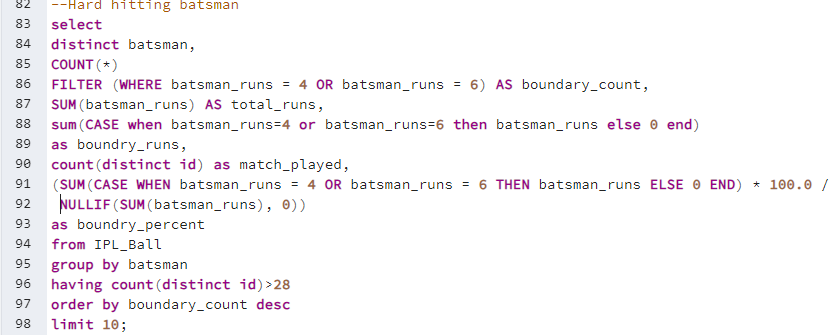 82 --Hard hitting batsman
83 select
84 distinct batsman,
85 COUNT(*)
86 FILTER (WHERE batsman_runs = 4 OR batsman_runs = 6) AS boundary_count,
87 SUM(batsman_runs) AS total_runs,
88 sum(CASE when batsman_runs=4 or batsman_runs=6 then batsman_runs else 0 end)
89 as boundry_runs,
90 count(distinct id) as match_played,
91 (SUM(CASE WHEN batsman_runs = 4 OR batsman_runs = 6 THEN batsman_runs ELSE 0 END) * 100.0 /
92 NULLIF(SUM(batsman_runs), 0))
93 as boundry_percent
94 from IPL_Ball
95 group by batsman
96 having count(distinct id)>28
97 order by boundary_count desc
98 limit 10;